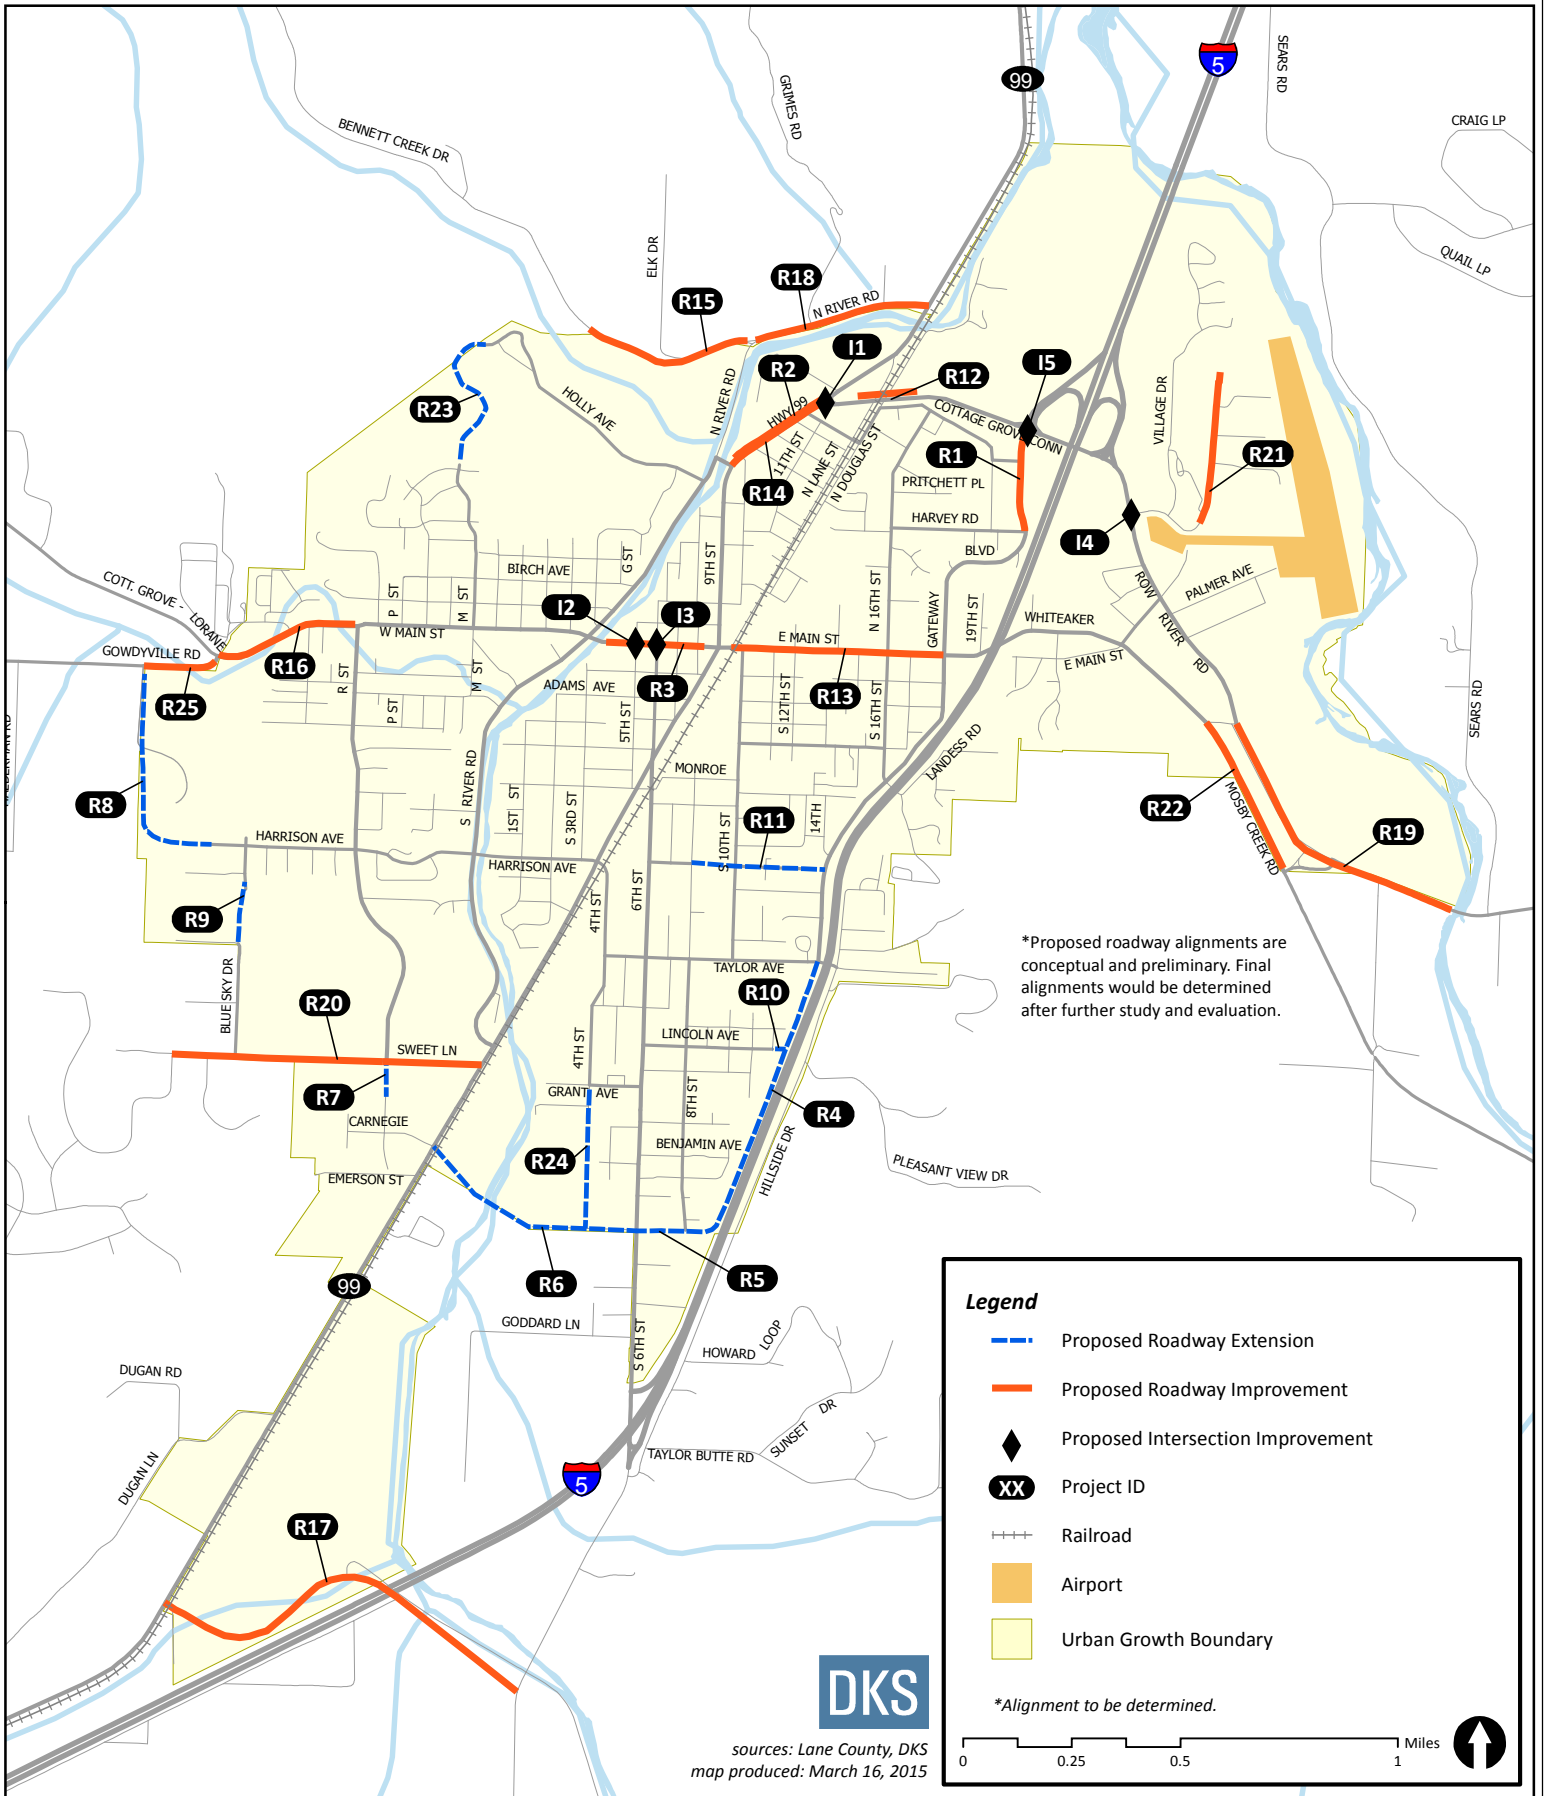 SEARS RD
5
99
GRIMES RD
CRAIG LP
BENNETT CREEK DR
QUAIL LP
ELK DR
R18
R15
N RIVER RD
I1
I5
R2
R12
R23
HOLLY AVE
N RIVER RD
HWY 99
COTTAGE GROVE CONN
VILLAGE DR
11TH ST
N LANE ST
N DOUGLAS ST
R1
R21
R14
PRITCHETT PL
HARVEY RD
I4
BLVD
G ST
9TH ST
BIRCH AVE
COTT. GROVE - LORANE
P ST
M ST
I2
I3
N 16TH ST
GATEWAY
19TH ST
ROW RIVER RD
PALMER AVE
WHITEAKER
W MAIN ST
E MAIN ST
GOWDYVILLE RD
R16
E MAIN ST
R ST
M ST
ADAMS AVE
R3
R13
R25
P ST
5TH ST
S 12TH ST
S 16TH ST
SEARS RD
S RIVER RD
MONROE
LANDESS RD
R8
1ST ST
S 3RD ST
R11
14TH
R22
MOSBY CREEK RD
R19
HARRISON AVE
HARRISON AVE
S 10TH ST
6TH ST
4TH ST
R9
*Proposed roadway alignments are
conceptual and preliminary. Final
alignments would be determined
after further study and evaluation.
BLUE SKY DR
TAYLOR AVE
R10
R20
LINCOLN AVE
SWEET LN
4TH ST
R7
GRANT AVE
8TH ST
R4
CARNEGIE
BENJAMIN AVE
HILLSIDE DR
R24
PLEASANT VIEW DR
EMERSON ST
R6
R5
99
GODDARD LN
S 6TH ST
HOWARD LOOP
DUGAN RD
SUNSET DR
TAYLOR BUTTE RD
DUGAN LN
5
R17
Legend
Proposed Roadway Extension
Proposed Roadway Improvement
Proposed Intersection Improvement
XX Project ID
Railroad
Airport
Urban Growth Boundary
*Alignment to be determined.
Miles
0 0.25 0.5 1
DKS
sources: Lane County, DKS
map produced: March 16, 2015